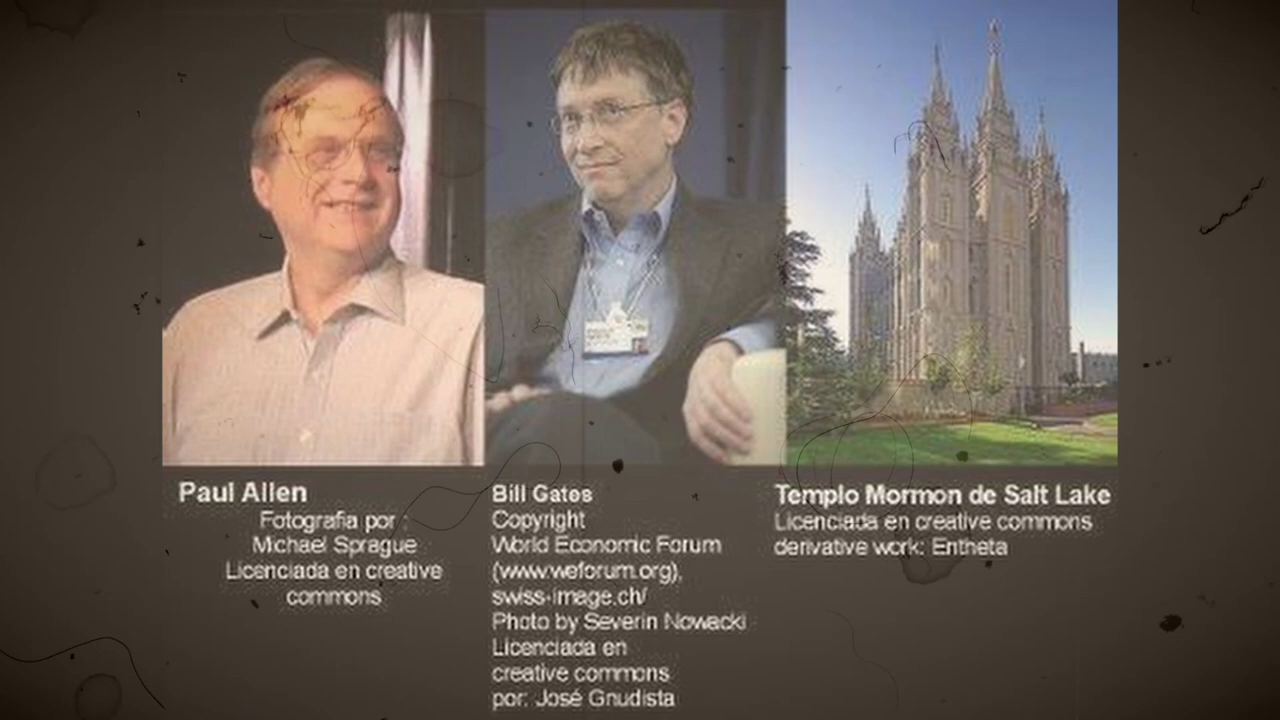 Paul Allen
Fotografia por :
Michael Sprague
Licenciada en creative
commons
Bill Gates
Copyright
World Economic Forum
(www.weforum.org),
swiss-image.ch/
Photo by Severin Nowacki
Licenciada en
creative commons
por: José Gnudista
Templo Mormon de Salt Lake
Licenciada en creative commons
derivative work: Entheta